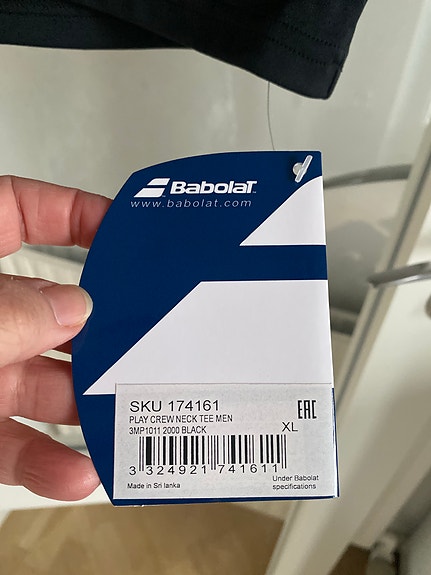 BabolaT
www.babolat.com
SKU 174161
EAC
PLAY CREW NECK TEE MEN
3MP1011 2000 BLACK
XL
3 324921 741611
Made in Sri lanka
Under Babolat
specifications